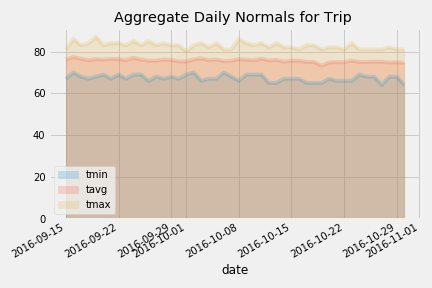 Aggregate Daily Normals for Trip
80
60
40
20
0
tmin
tavg
tmax
2016-09-15
2016-09-22
2016-09-29
2016-10-01
2016-10-08
2016-10-15
2016-10-22
2016-10-29
2016-11-01
date